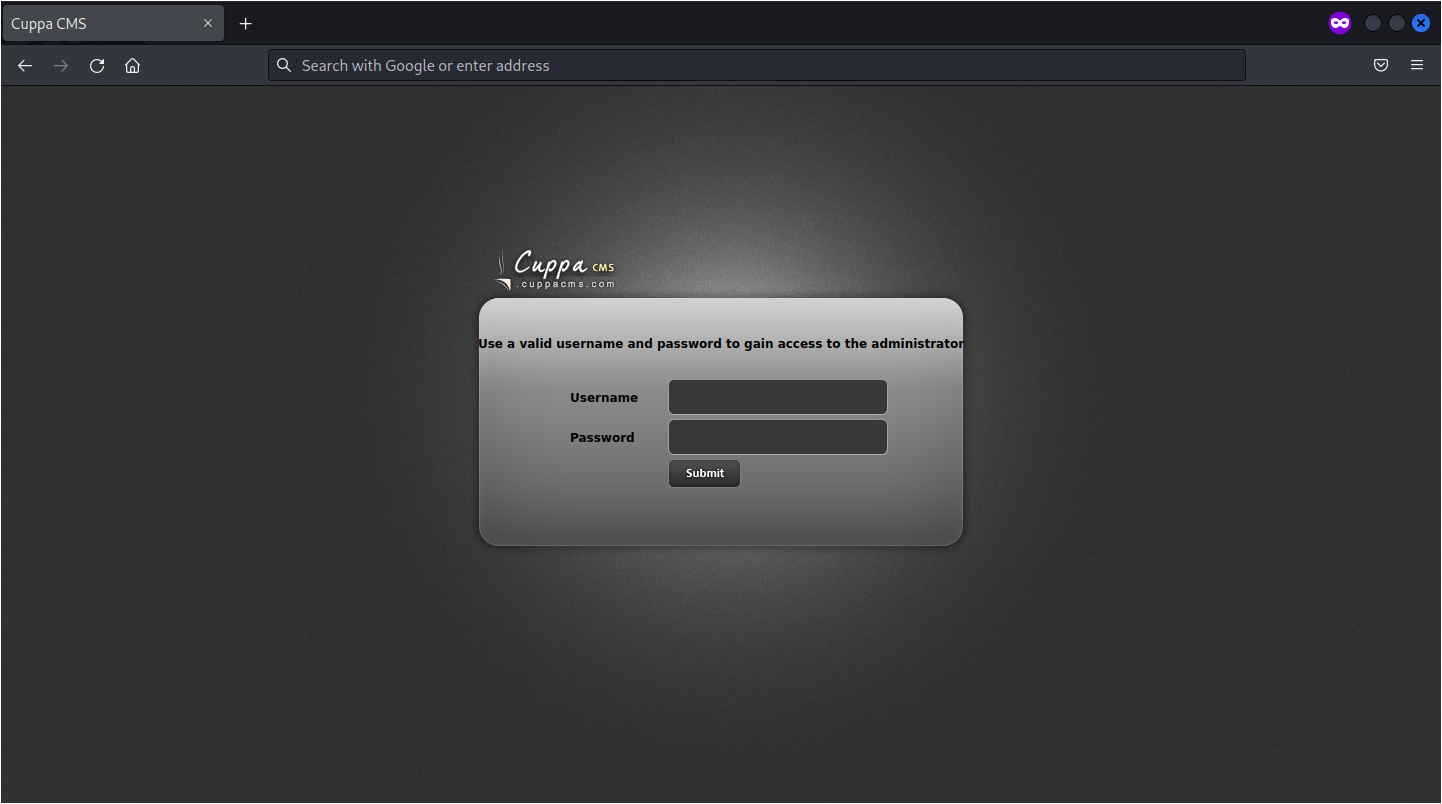 Cuppa CMS
Search with Google or enter address
Cuppa CMS
.cuppacms.com
Use a valid username and password to gain access to the administrator
Username
Password
Submit